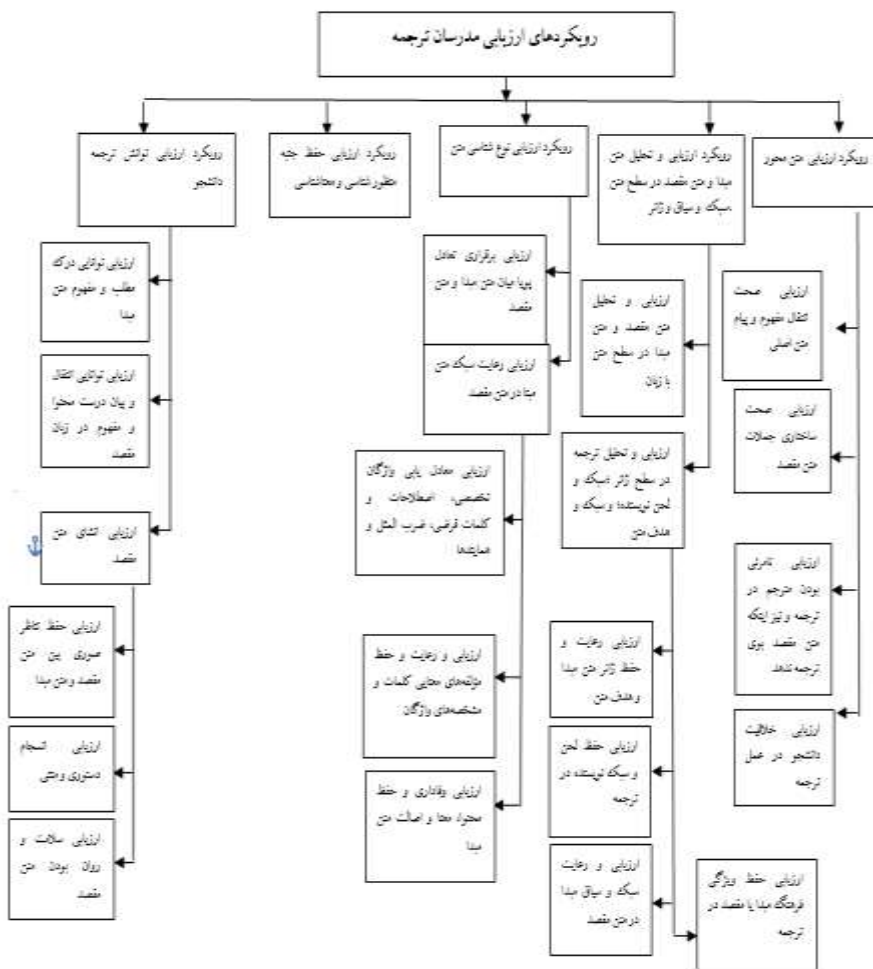 رویکردهای ارزیابی مدرسان ترجمه
رویکرد ارزیابی متن محور
رویکرد ارزیابی و تحلیل متن
مبدا و متن مقصد در سطح متن
،سبک و سیاق و ژانر
رویکرد ارزیابی نوع شناسی متن
رویکرد ارزیابی حفظ جنبه
منظور شناسی و معناشناسی
رویکرد ارزیابی توانش ترجمه
دانشجو
ارزیابی صحت
انتقال مفهوم و پیام
متن اصلی
ارزیابی صحت
ساختاری جملات
متن مقصد
ارزیابی نامرئی
بودن مترجم در
ترجمه و نیز اینکه
متن مقصد بوی
ترجمه ندهد
ارزیابی خلاقیت
دانشجو در عمل
ترجمه
ارزیابی و تحلیل
متن مقصد و متن
مبدا در سطح متن
یا زبان
ارزیابی و تحلیل ترجمه
در سطح ژانر (سبک و
لحن نویسنده) و سبک و
هدف متن
ارزیابی رعایت و
حفظ ژانر متن مبدا
و هدف متن
ارزیابی حفظ لحن
و سبک نویسنده در
ترجمه
ارزیابی و رعایت
سبک و سیاق مبدا
در متن مقصد
ارزیابی حفظ ویژگی
فرهنگ مبدا یا مقصد در
ترجمه
ارزیابی برقراری تعادل
پویا میان متن مبدا و متن
مقصد
ارزیابی رعایت سبک متن
مبدا در متن مقصد
ارزیابی معادل یابی واژگان
تخصصی، اصطلاحات و
کلمات قرضی، ضرب المثل و
همایندها
ارزیابی و رعایت و حفظ
مؤلفه‌های معنایی کلمات و
مشخصه‌های واژگان
ارزیابی وفاداری و حفظ
محتوا، معنا و اصالت متن
مبدا
ارزیابی توانایی درک
مطلب و مفهوم متن
مبدا
ارزیابی توانایی انتقال
و بیان درست محتوا
و مفهوم در زبان
مقصد
ارزیابی انشای متن
مقصد
ارزیابی حفظ تناظر
صوری بین متن
مقصد و متن مبدا
ارزیابی انسجام
دستوری و متنی
ارزیابی سلاست و
روان بودن متن
مقصد